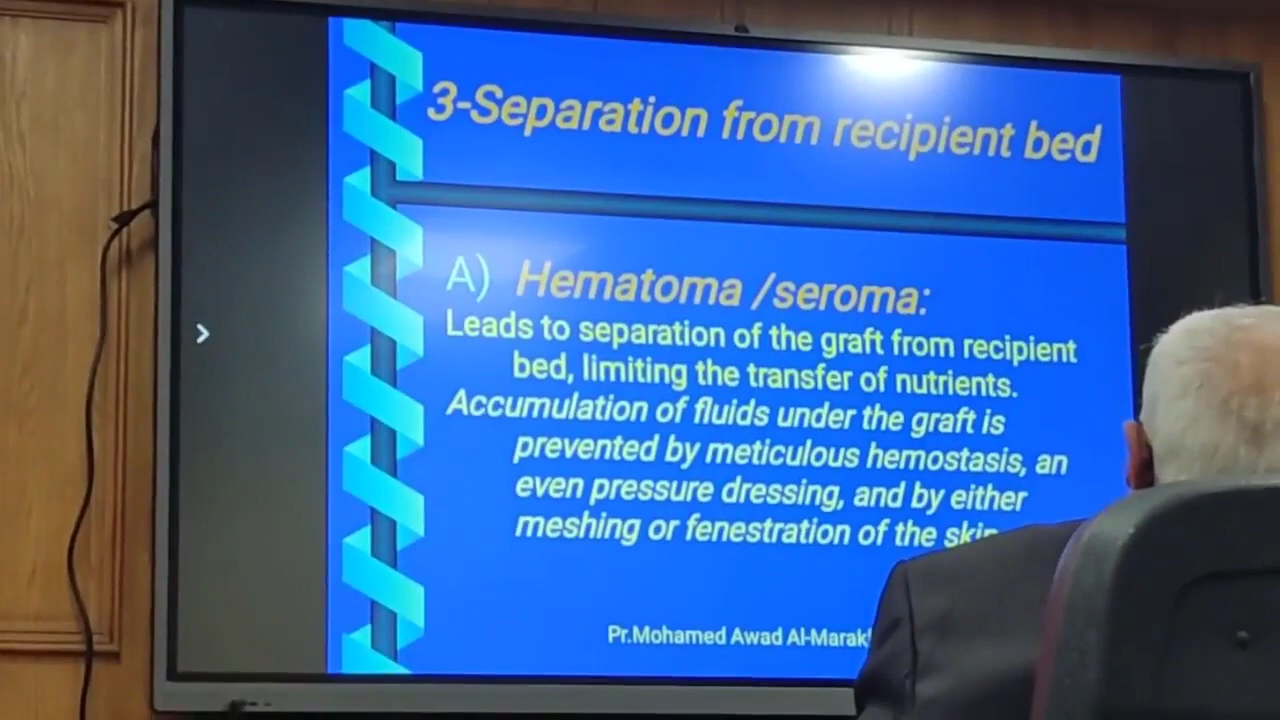 3-Separation from recipient bed
A) Hematoma /seroma:
Leads to separation of the graft from recipient
bed, limiting the transfer of nutrients.
Accumulation of fluids under the graft is
prevented by meticulous hemostasis, an
even pressure dressing, and by either
meshing or fenestration of the skin
Pr.Mohamed Awad